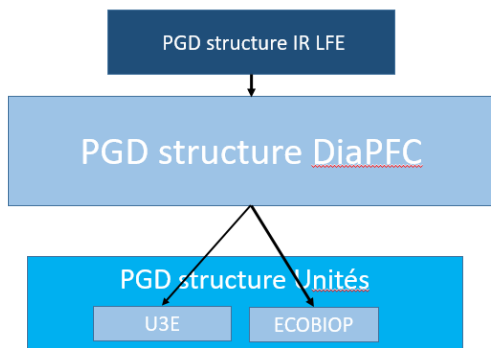 PGD structure IR LFE
PGD structure DiaPFC
PGD structure Unités
U3E
ECOBIOP